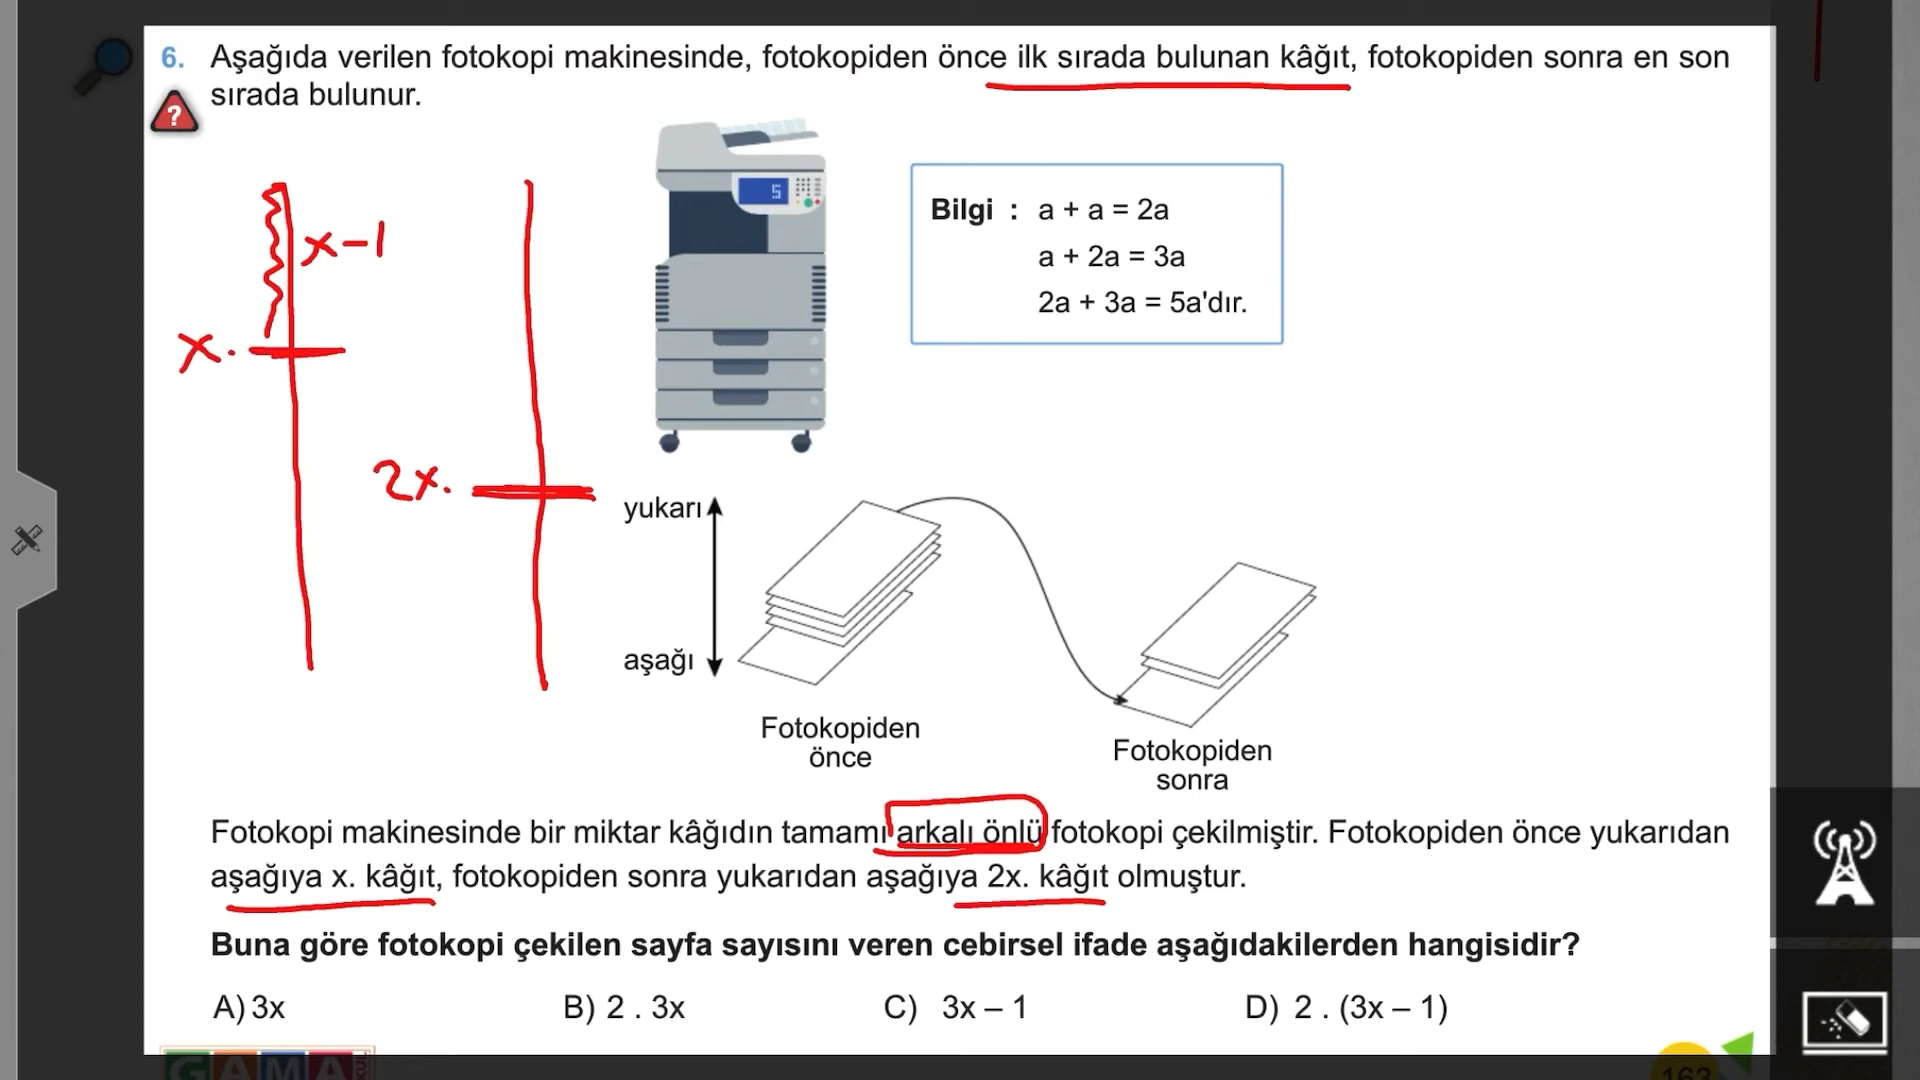 6. Aşağıda verilen fotokopi makinesinde, fotokopiden önce ilk sırada bulunan kâğıt, fotokopiden sonra en son
sırada bulunur.
?
5
Bilgi : a + a = 2a
a + 2a = 3a
2a + 3a = 5a'dır.
x-1
x.
2x.
yukarı
aşağı
Fotokopiden
önce
Fotokopiden
sonra
Fotokopi makinesinde bir miktar kâğıdın tamamı arkalı önlü fotokopi çekilmiştir. Fotokopiden önce yukarıdan
aşağıya x. kâğıt, fotokopiden sonra yukarıdan aşağıya 2x. kâğıt olmuştur.
Buna göre fotokopi çekilen sayfa sayısını veren cebirsel ifade aşağıdakilerden hangisidir?
A) 3x B) 2 . 3x C) 3x – 1 D) 2 . (3x – 1)
GAMA
163